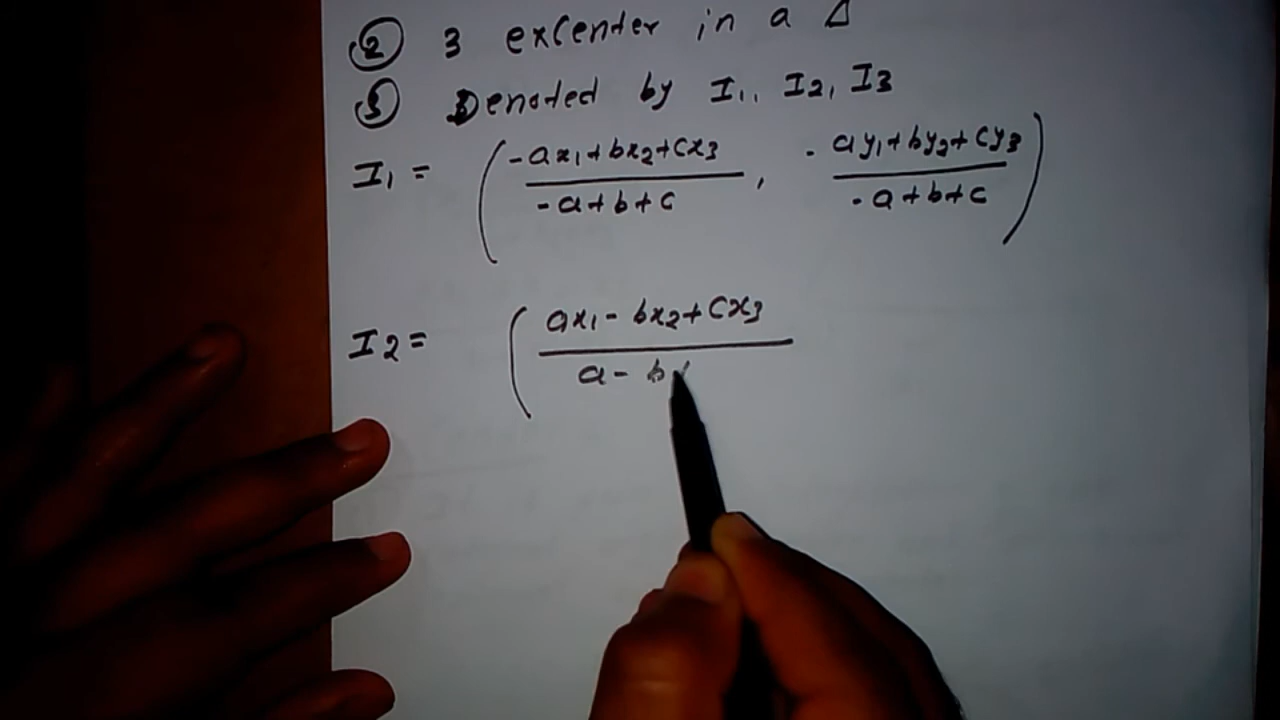 ② 3 excenter in a Δ
③ Denoted by I₁, I₂, I₃
I₁ = ( -ax₁+bx₂+cx₃ / -a+b+c , -ay₁+by₂+cy₃ / -a+b+c )
I₂ = ( ax₁-bx₂+cx₃ / a-b+